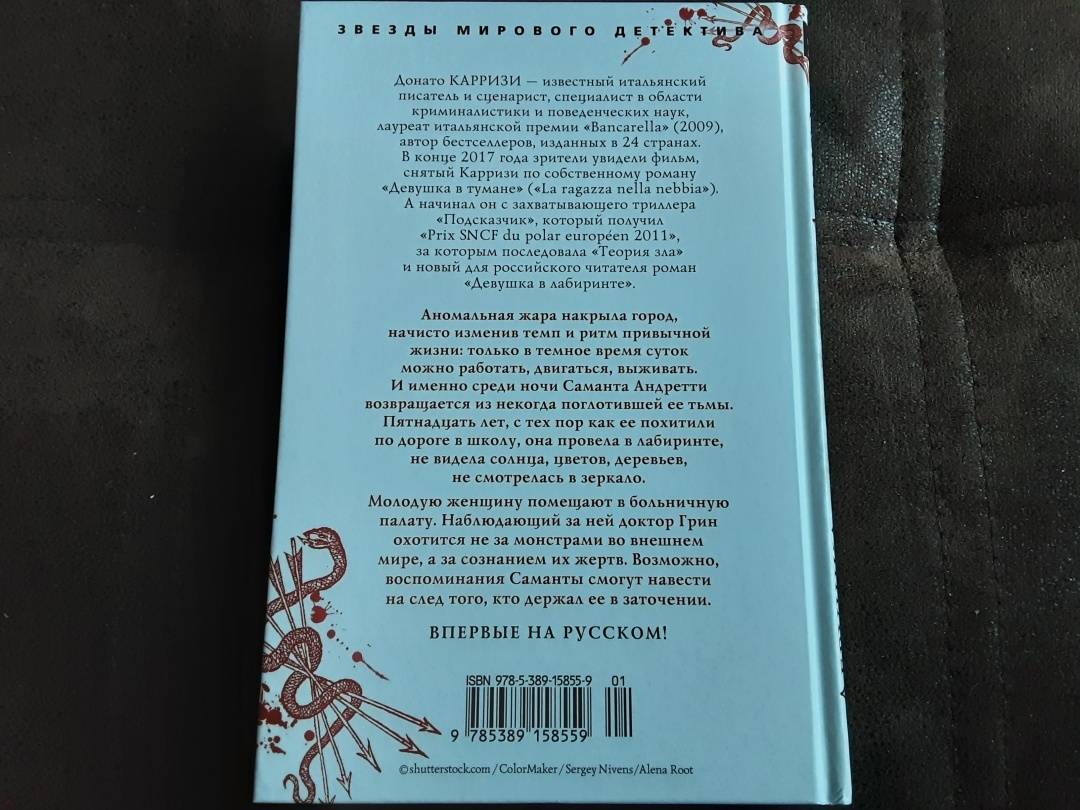 ЗВЕЗДЫ МИРОВОГО ДЕТЕКТИВА
Донато КАРРИЗИ — известный итальянский
писатель и сценарист, специалист в области
криминалистики и поведенческих наук,
лауреат итальянской премии «Bancarella» (2009),
автор бестселлеров, изданных в 24 странах.
В конце 2017 года зрители увидели фильм,
снятый Карризи по собственному роману
«Девушка в тумане» («La ragazza nella nebbia»).
А начинал он с захватывающего триллера
«Подсказчик», который получил
«Prix SNCF du polar européen 2011»,
за которым последовала «Теория зла»
и новый для российского читателя роман
«Девушка в лабиринте».
Аномальная жара накрыла город,
начисто изменив темп и ритм привычной
жизни: только в темное время суток
можно работать, двигаться, выживать.
И именно среди ночи Саманта Андретти
возвращается из некогда поглотившей ее тьмы.
Пятнадцать лет, с тех пор как ее похитили
по дороге в школу, она провела в лабиринте,
не видела солнца, цветов, деревьев,
не смотрелась в зеркало.
Молодую женщину помещают в больничную
палату. Наблюдающий за ней доктор Грин
охотится не за монстрами во внешнем
мире, а за сознанием их жертв. Возможно,
воспоминания Саманты смогут навести
на след того, кто держал ее в заточении.
ВПЕРВЫЕ НА РУССКОМ!
ISBN 978-5-389-15855-9 01
9 785389 158559
©shutterstock.com / ColorMaker / Sergey Nivens/Alena Root